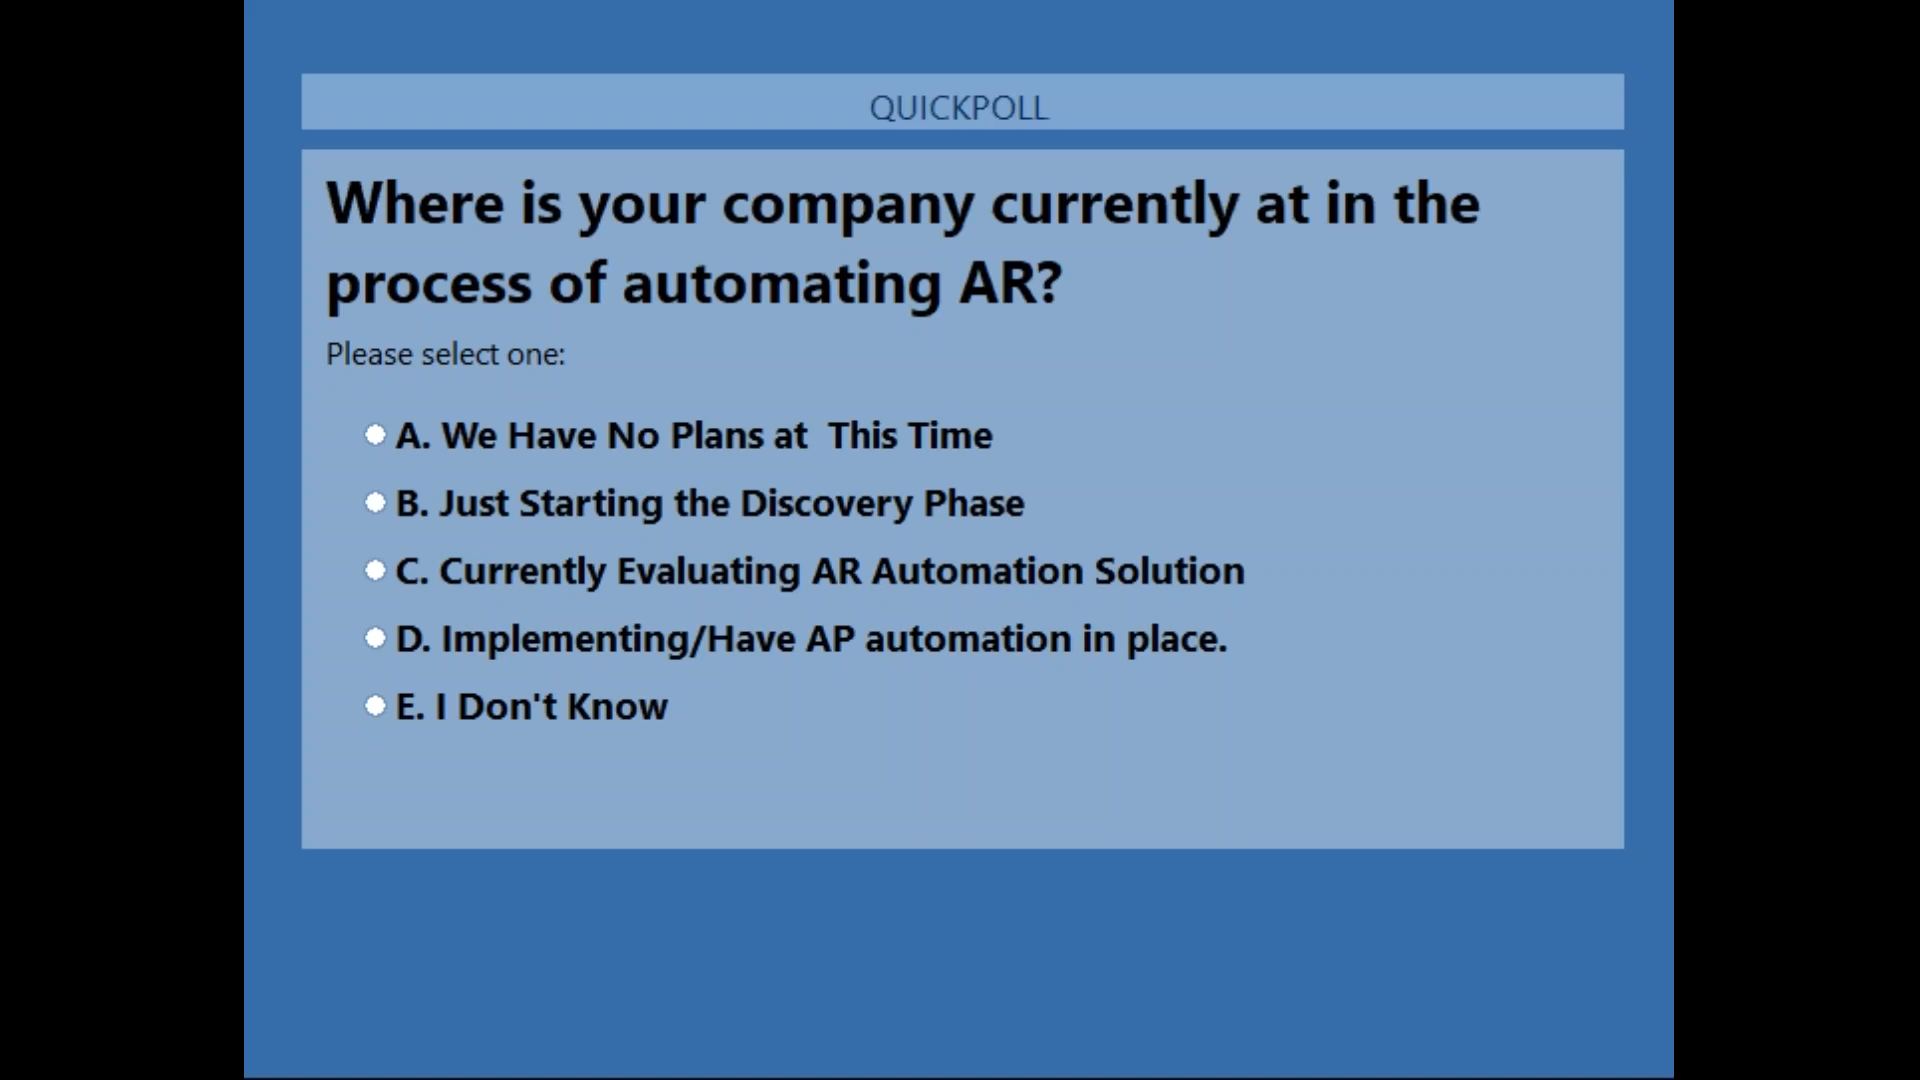 QUICKPOLL
Where is your company currently at in the
process of automating AR?
Please select one:
A. We Have No Plans at  This Time
B. Just Starting the Discovery Phase
C. Currently Evaluating AR Automation Solution
D. Implementing/Have AP automation in place.
E. I Don't Know